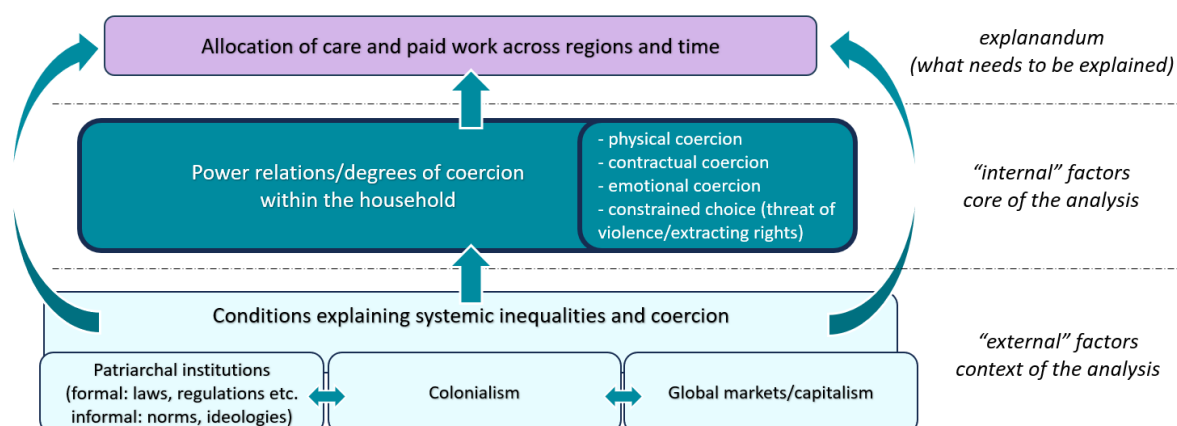 Allocation of care and paid work across regions and time
explanandum
(what needs to be explained)
Power relations/degrees of coercion
within the household
- physical coercion
- contractual coercion
- emotional coercion
- constrained choice (threat of
violence/extracting rights)
“internal” factors
core of the analysis
Conditions explaining systemic inequalities and coercion
Patriarchal institutions
(formal: laws, regulations etc.
informal: norms, ideologies)
Colonialism
Global markets/capitalism
“external” factors
context of the analysis